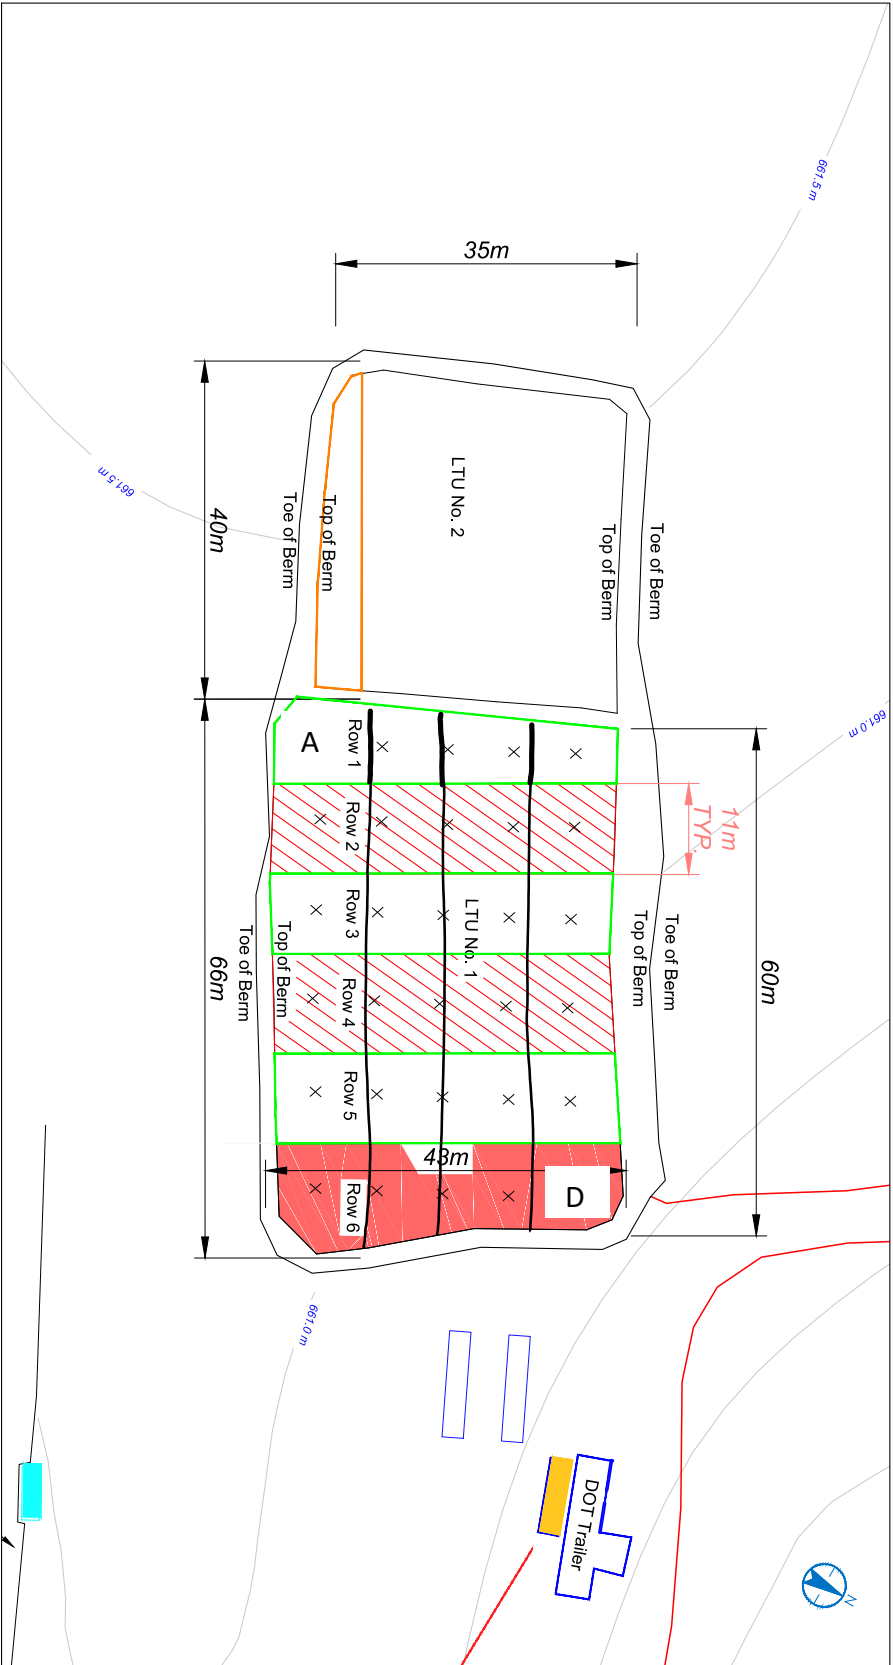 661.5 m
35m
661.5 m
40m
Toe of Berm
Top of Berm
LTU No. 2
Top of Berm
Toe of Berm
661.0 m
A
Row 1
11m
TYP.
Row 2
Row 3
LTU No. 1
60m
66m
Toe of Berm
Top of Berm
Top of Berm
Toe of Berm
Row 4
Row 5
43m
Row 6
D
661.0 m
DOT Trailer
N